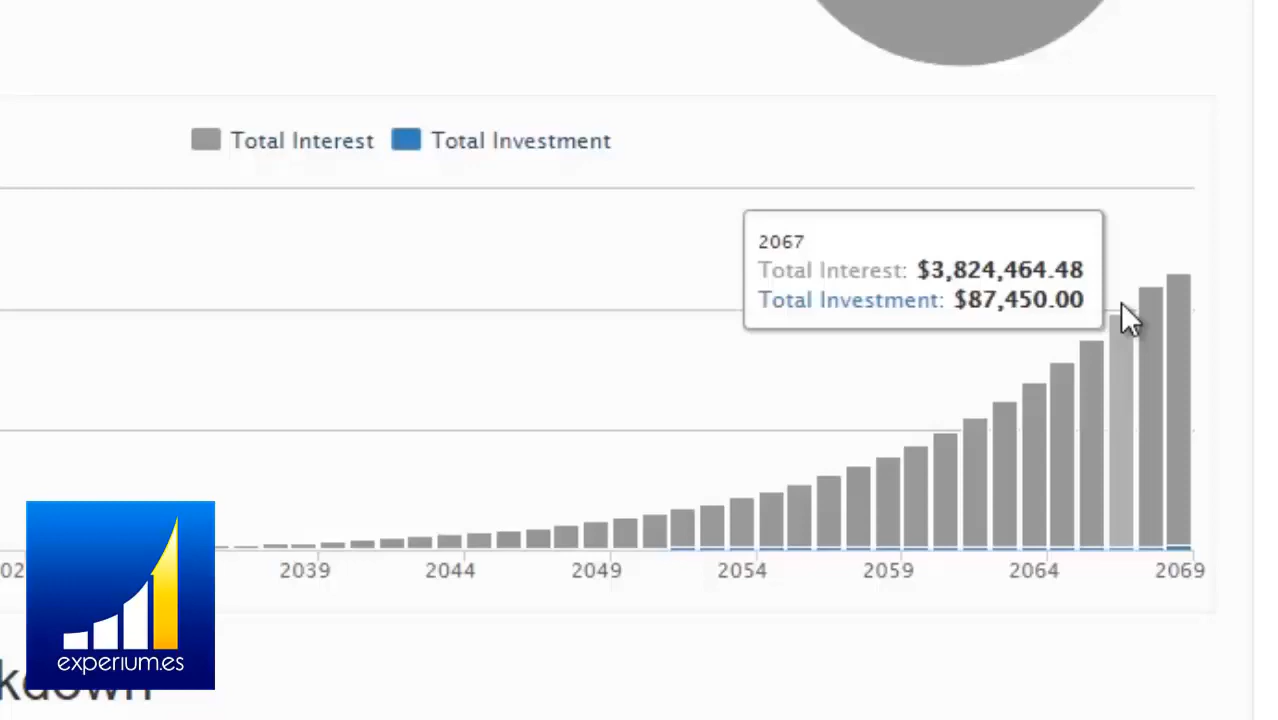 Total Interest Total Investment
2067
Total Interest: $3,824,464.48
Total Investment: $87,450.00
2039 2044 2049 2054 2059 2064 2069
experium.es